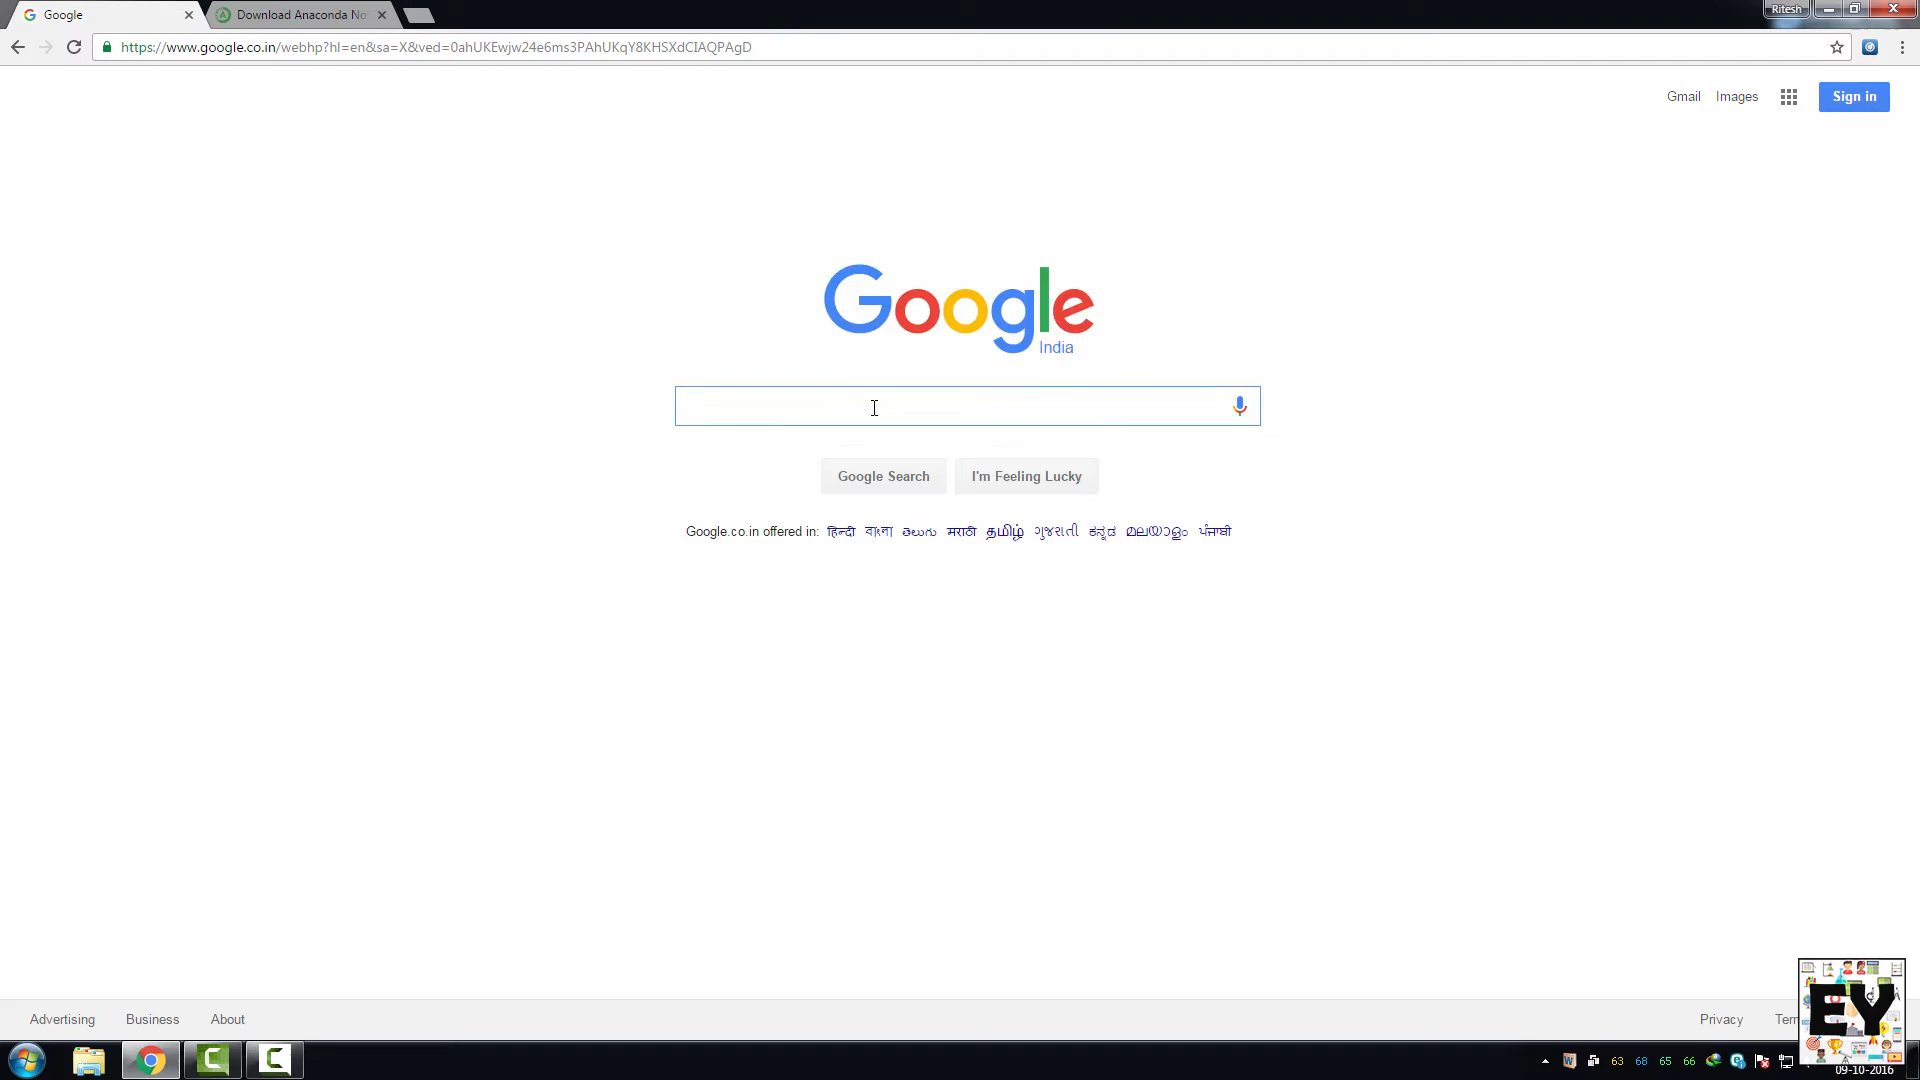 Google
Download Anaconda No
Ritesh
https://www.google.co.in/webhp?hl=en&sa=X&ved=0ahUKEwjw24e6ms3PAhUKqY8KHSXdCIAQPAgD
Gmail Images Sign in
Google
India
Google Search I'm Feeling Lucky
Google.co.in offered in: हिन्दी বাংলা తెలుగు मराठी தமிழ் ગુજરાતી ಕನ್ನಡ മലയാളം ਪੰਜਾਬੀ
Advertising Business About Privacy
EY
63 68 65 66
09-10-2016